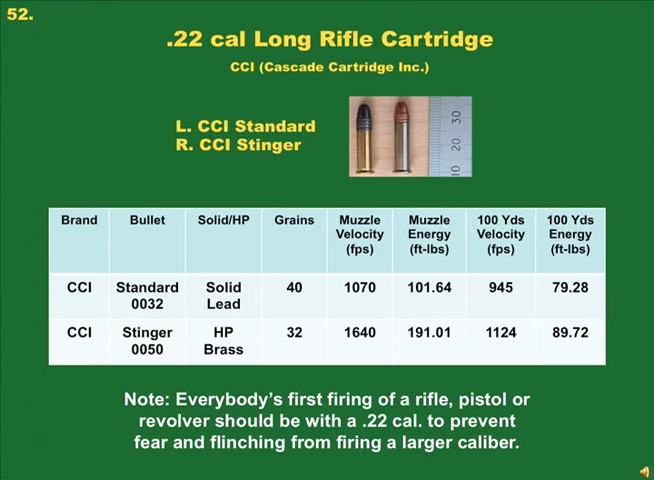 52.
.22 cal Long Rifle Cartridge
CCI (Cascade Cartridge Inc.)
L. CCI Standard
R. CCI Stinger
10 20 30
Brand Bullet Solid/HP Grains Muzzle Velocity (fps) Muzzle Energy (ft-lbs) 100 Yds Velocity (fps) 100 Yds Energy (ft-lbs)
CCI Standard 0032 Solid Lead 40 1070 101.64 945 79.28
CCI Stinger 0050 HP Brass 32 1640 191.01 1124 89.72
Note: Everybody's first firing of a rifle, pistol or
revolver should be with a .22 cal. to prevent
fear and flinching from firing a larger caliber.